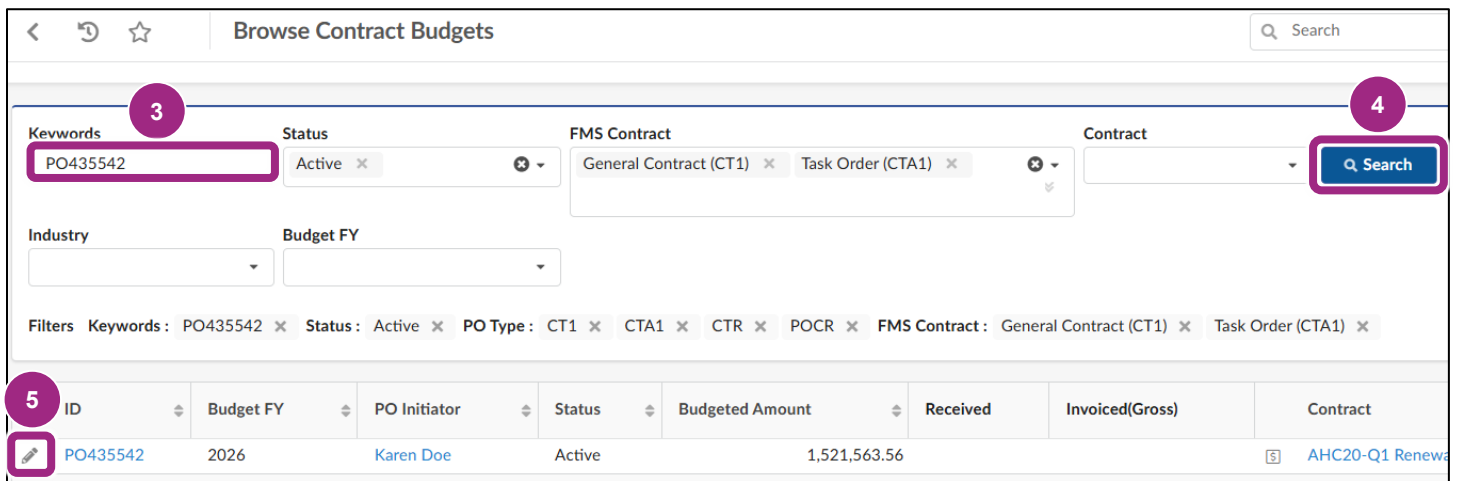 Browse Contract Budgets
Search
3
4
Keywords
Status
FMS Contract
Contract
PO435542
Active
General Contract (CT1)
Task Order (CTA1)
Search
Industry
Budget FY
Filters Keywords : PO435542 Status : Active PO Type : CT1 CTA1 CTR POCR FMS Contract : General Contract (CT1) Task Order (CTA1)
5
ID Budget FY PO Initiator Status Budgeted Amount Received Invoiced(Gross) Contract
PO435542 2026 Karen Doe Active 1,521,563.56 $ AHC20-Q1 Renewa